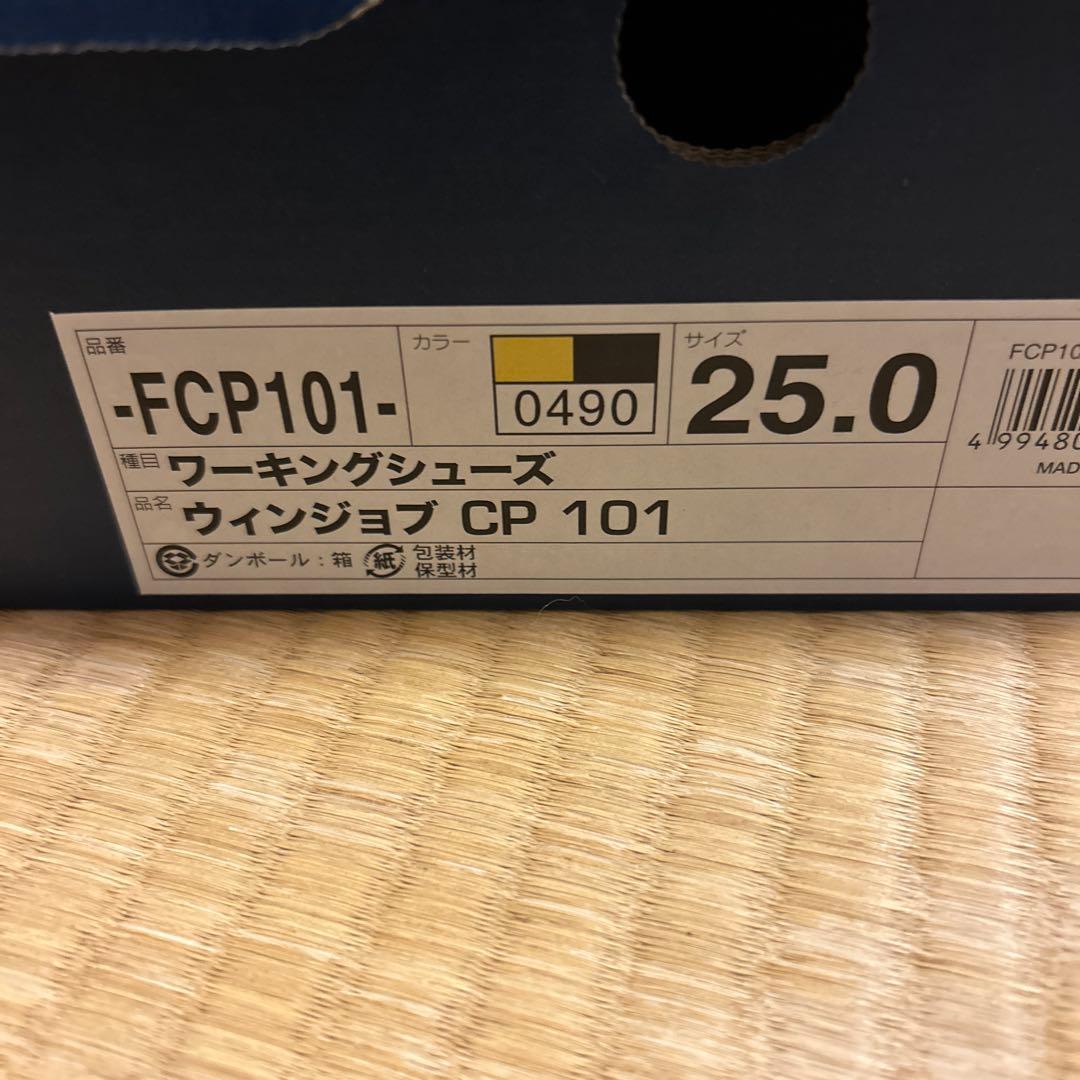 品番
-FCP101-
カラー
0490
サイズ
25.0
FCP10
4 99480
MAD
種目 ワーキングシューズ
品名 ウィンジョブ CP 101
ダンボール：箱 紙 包装材
保型材